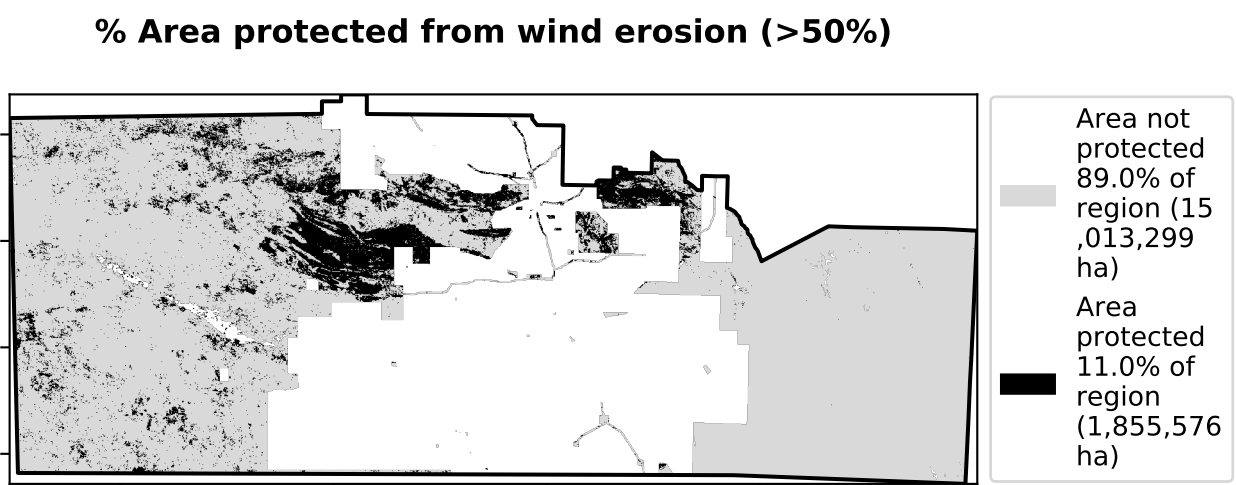 % Area protected from wind erosion (>50%)
Area not
protected
89.0% of
region (15
,013,299
ha)
Area
protected
11.0% of
region
(1,855,576
ha)